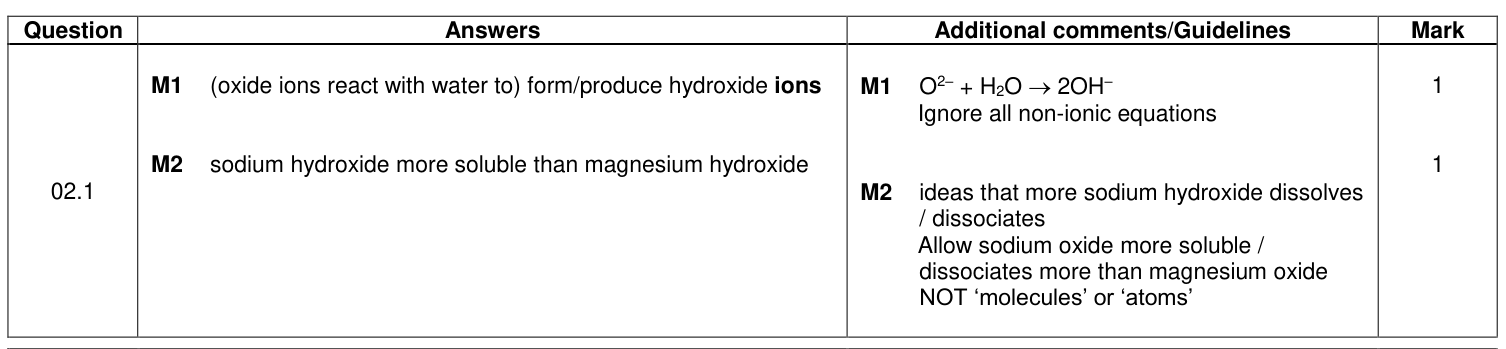 Question Answers Additional comments/Guidelines Mark
M1 (oxide ions react with water to) form/produce hydroxide ions M1 O²⁻ + H₂O → 2OH⁻ 1
Ignore all non-ionic equations
M2 sodium hydroxide more soluble than magnesium hydroxide 1
02.1 M2 ideas that more sodium hydroxide dissolves
/ dissociates
Allow sodium oxide more soluble /
dissociates more than magnesium oxide
NOT ‘molecules’ or ‘atoms’